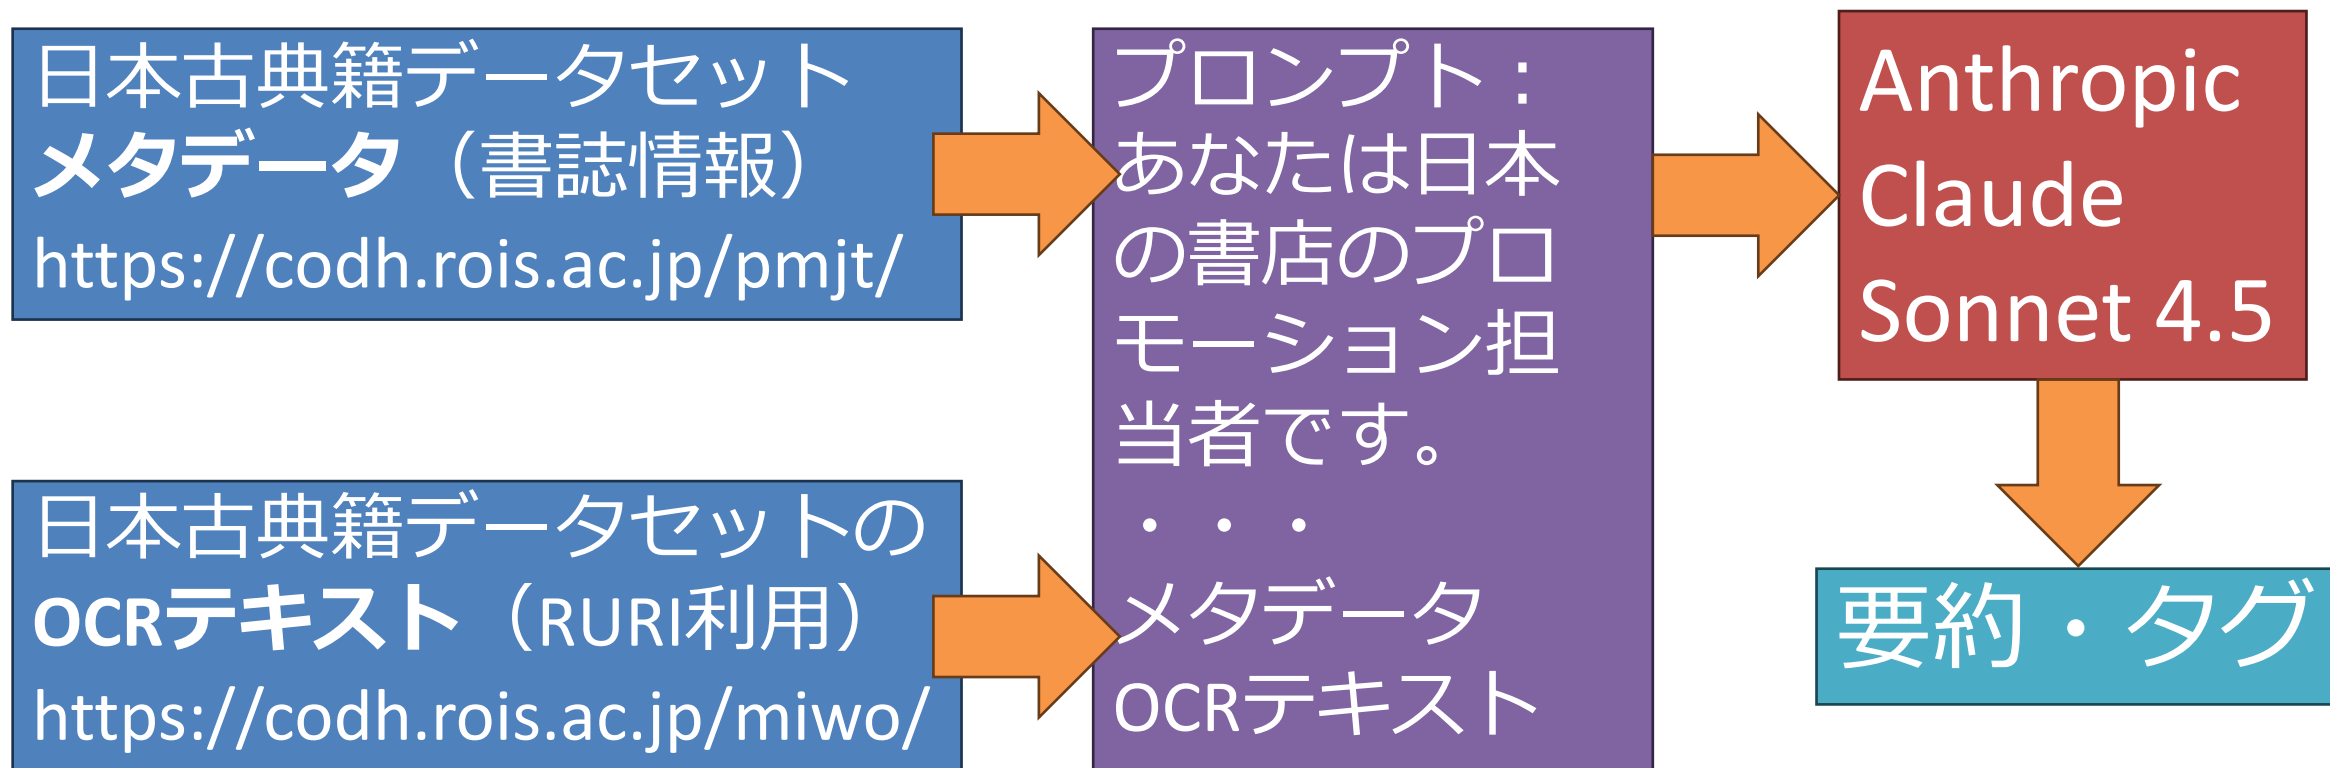 日本古典籍データセット
メタデータ（書誌情報）
https://codh.rois.ac.jp/pmjt/
日本古典籍データセットの
OCRテキスト（RURI利用）
https://codh.rois.ac.jp/miwo/
プロンプト：
あなたは日本
の書店のプロ
モーション担
当者です。
・・・
メタデータ
OCRテキスト
Anthropic
Claude
Sonnet 4.5
要約・タグ